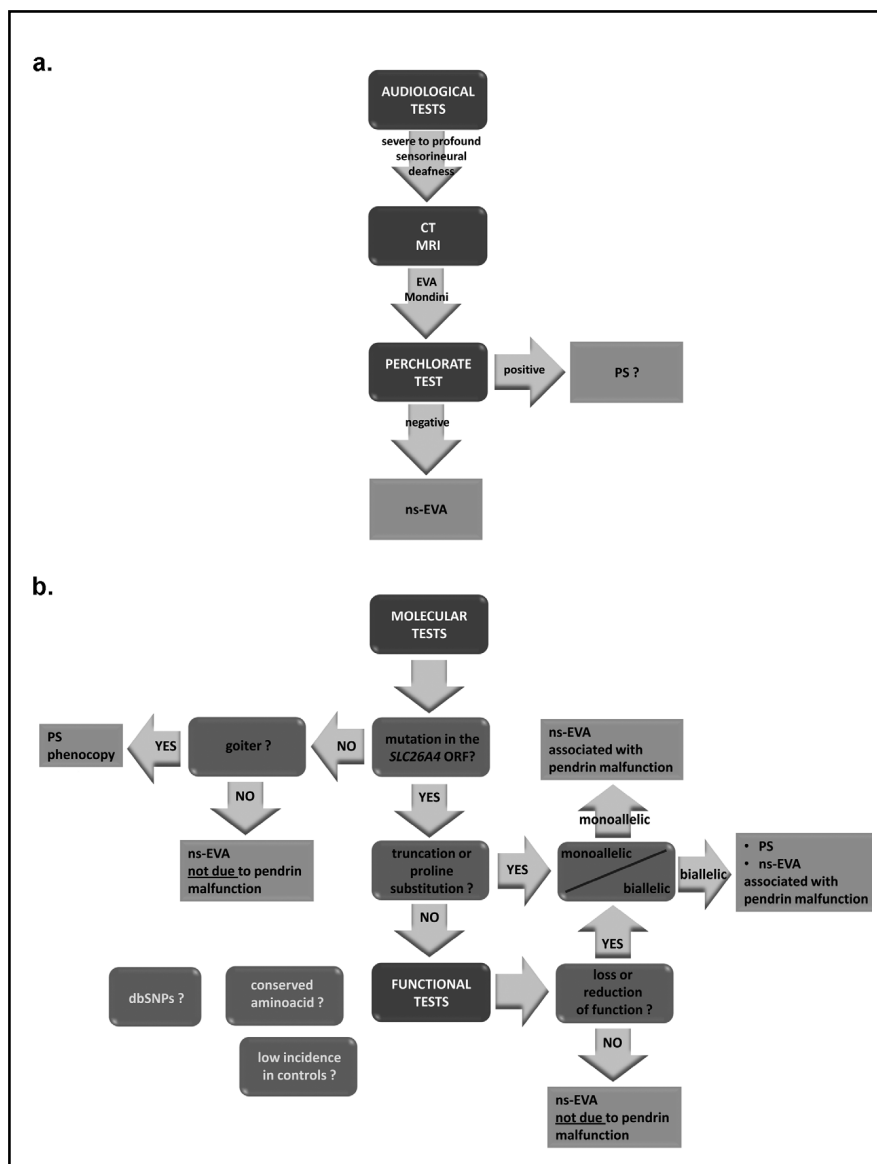 a.
AUDIOLOGICAL
TESTS
severe to profound
sensorineural
deafness
CT
MRI
EVA
Mondini
PERCHLORATE
TEST
positive
PS ?
negative
ns-EVA
b.
MOLECULAR
TESTS
PS
phenocopy
YES
goiter ?
NO
mutation in the
SLC26A4 ORF?
ns-EVA
associated with
pendrin malfunction
NO
YES
monoallelic
ns-EVA
not due to pendrin
malfunction
truncation or
proline
substitution ?
YES
monoallelic
biallelic
biallelic
• PS
• ns-EVA
associated with
pendrin malfunction
NO
YES
dbSNPs ?
conserved
aminoacid ?
FUNCTIONAL
TESTS
loss or
reduction
of function ?
low incidence
in controls ?
NO
ns-EVA
not due to pendrin
malfunction